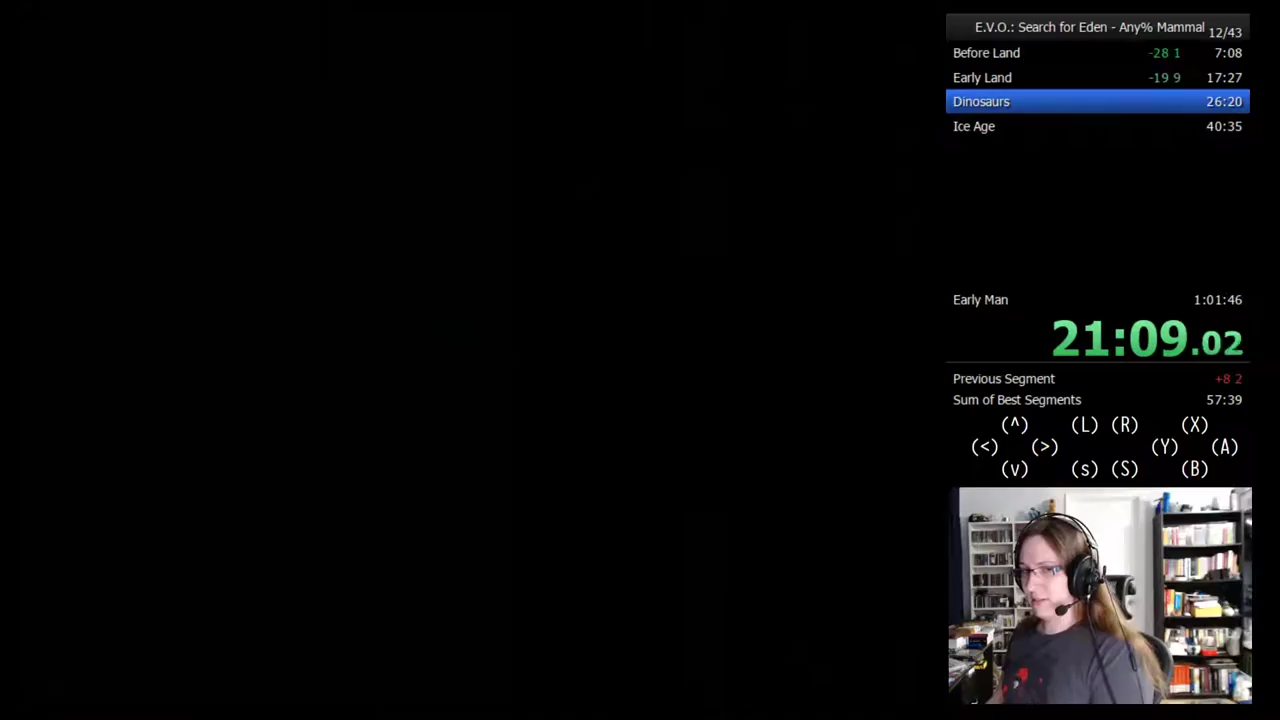 E.V.O.: Search for Eden - Any% Mammal 12/43
Before Land -28 1 7:08
Early Land -19 9 17:27
Dinosaurs 26:20
Ice Age 40:35
Early Man 1:01:46
21:09.02
Previous Segment +8 2
Sum of Best Segments 57:39
(^) (L) (R) (X)
(<) (>) (Y) (A)
(v) (s) (S) (B)